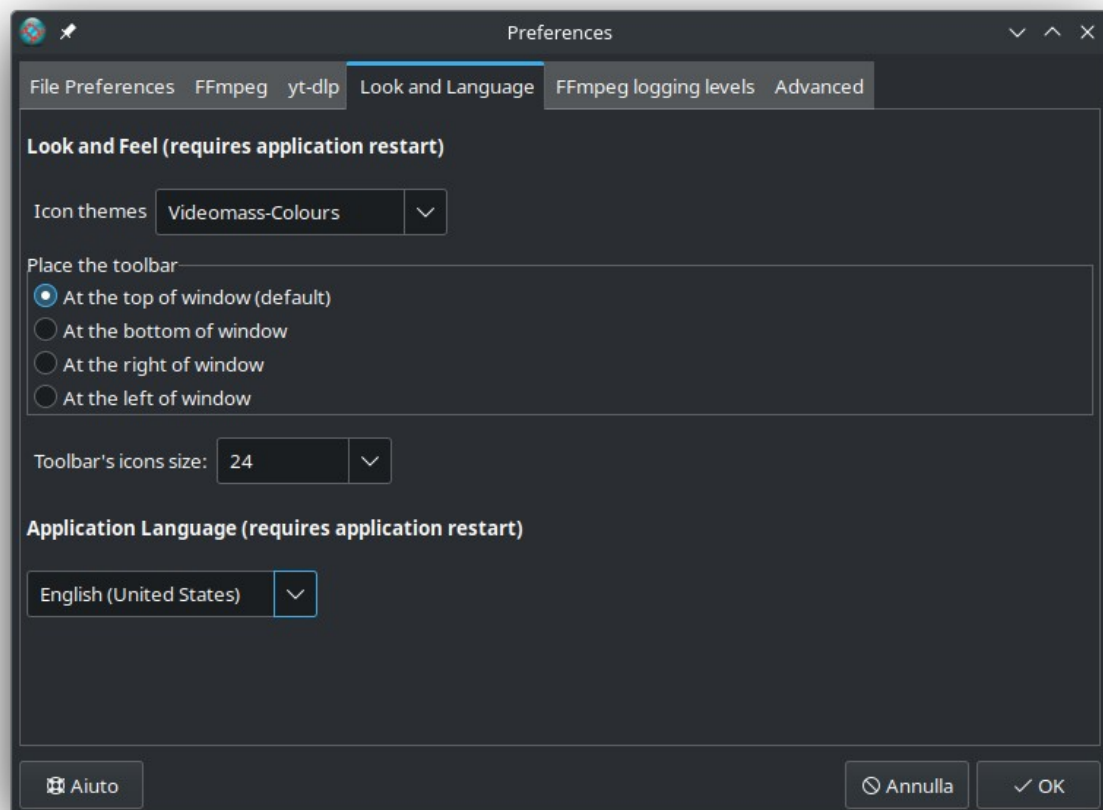 Preferences
File Preferences FFmpeg yt-dlp Look and Language FFmpeg logging levels Advanced
Look and Feel (requires application restart)
Icon themes Videomass-Colours
Place the toolbar
At the top of window (default)
At the bottom of window
At the right of window
At the left of window
Toolbar's icons size: 24
Application Language (requires application restart)
English (United States)
Aiuto Annulla OK